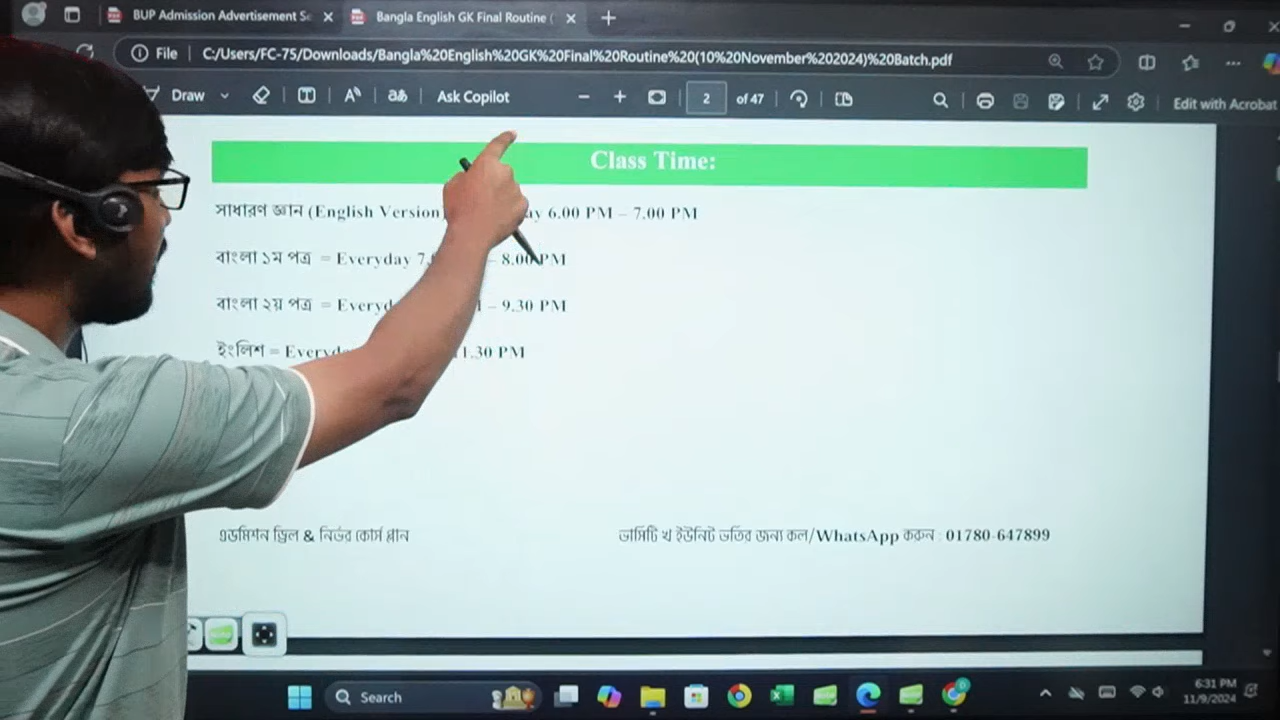 BUP Admission Advertisement Se
Bangla English GK Final Routine (
File
C:/Users/FC-75/Downloads/Bangla%20English%20GK%20Final%20Routine%20(10%20November%202024)%20Batch.pdf
Draw
Ask Copilot
2 of 47
Edit with Acrobat
Class Time:
সাধারণ জ্ঞান (English Version) 6.00 PM – 7.00 PM
বাংলা ১ম পত্র = Everyday – 8.00 PM
বাংলা ২য় পত্র = – 9.30 PM
ইংলিশ = PM
এডমিশন ড্রিল & নির্ভর কোর্স প্লান
ভার্সিটি খ ইউনিট ভর্তির জন্য কল/WhatsApp করুন : 01780-647899
Search
6:31 PM
11/9/2024